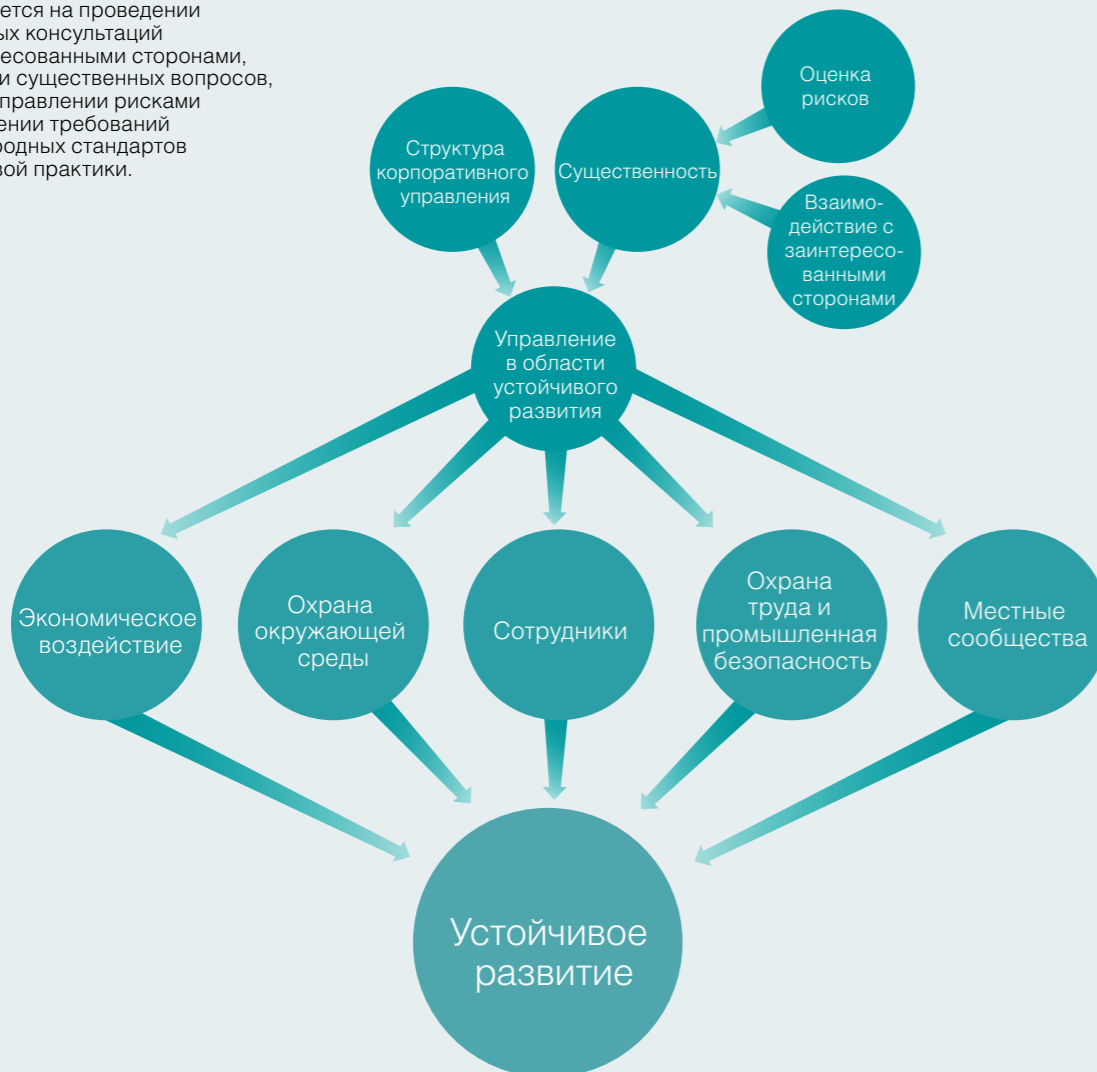 ется на проведении
ых консультаций
есованными сторонами,
и существенных вопросов,
правлении рисками
ении требований
родных стандартов
вой практики.
Оценка
рисков
Структура
корпоративного
управления
Существенность
Взаимо-
действие с
заинтересо-
ванными
сторонами
Управление
в области
устойчивого
развития
Экономическое
воздействие
Охрана
окружающей
среды
Сотрудники
Охрана
труда и
промышленная
безопасность
Местные
сообщества
Устойчивое
развитие